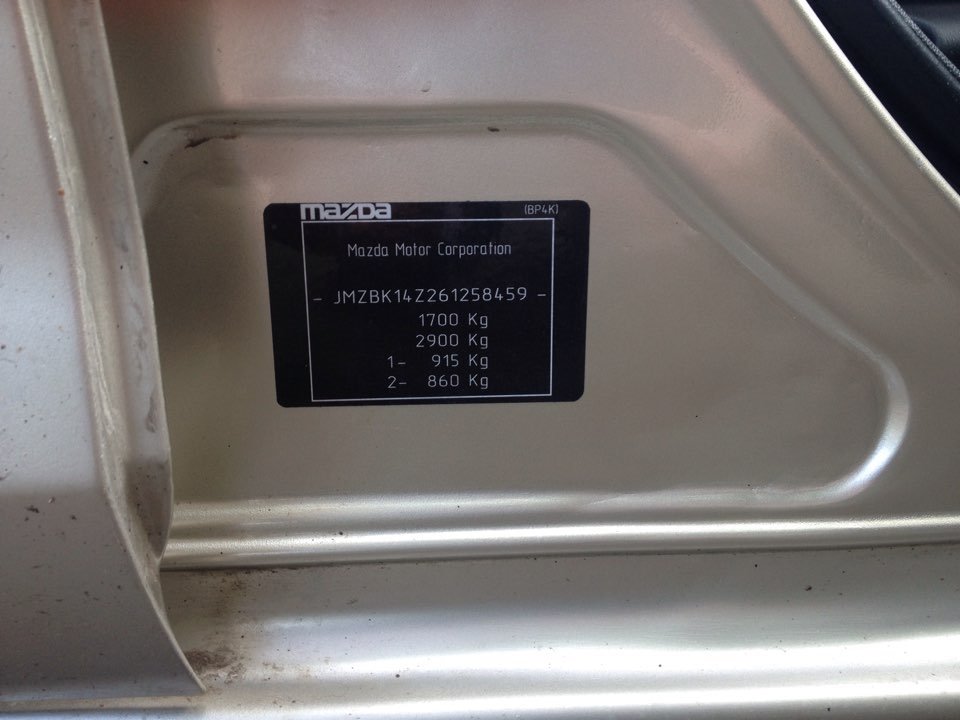 mazda (BP4K)
Mazda Motor Corporation
- JMZBK14Z261258459 -
1700 Kg
2900 Kg
1- 915 Kg
2- 860 Kg